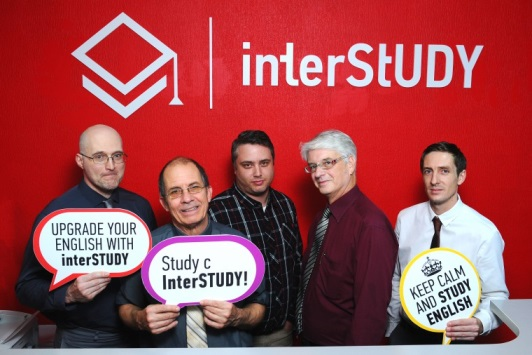 interStUDY
UPGRADE YOUR
ENGLISH WITH
interSTUDY
Study c
InterSTUDY!
KEEP CALM
AND STUDY
ENGLISH